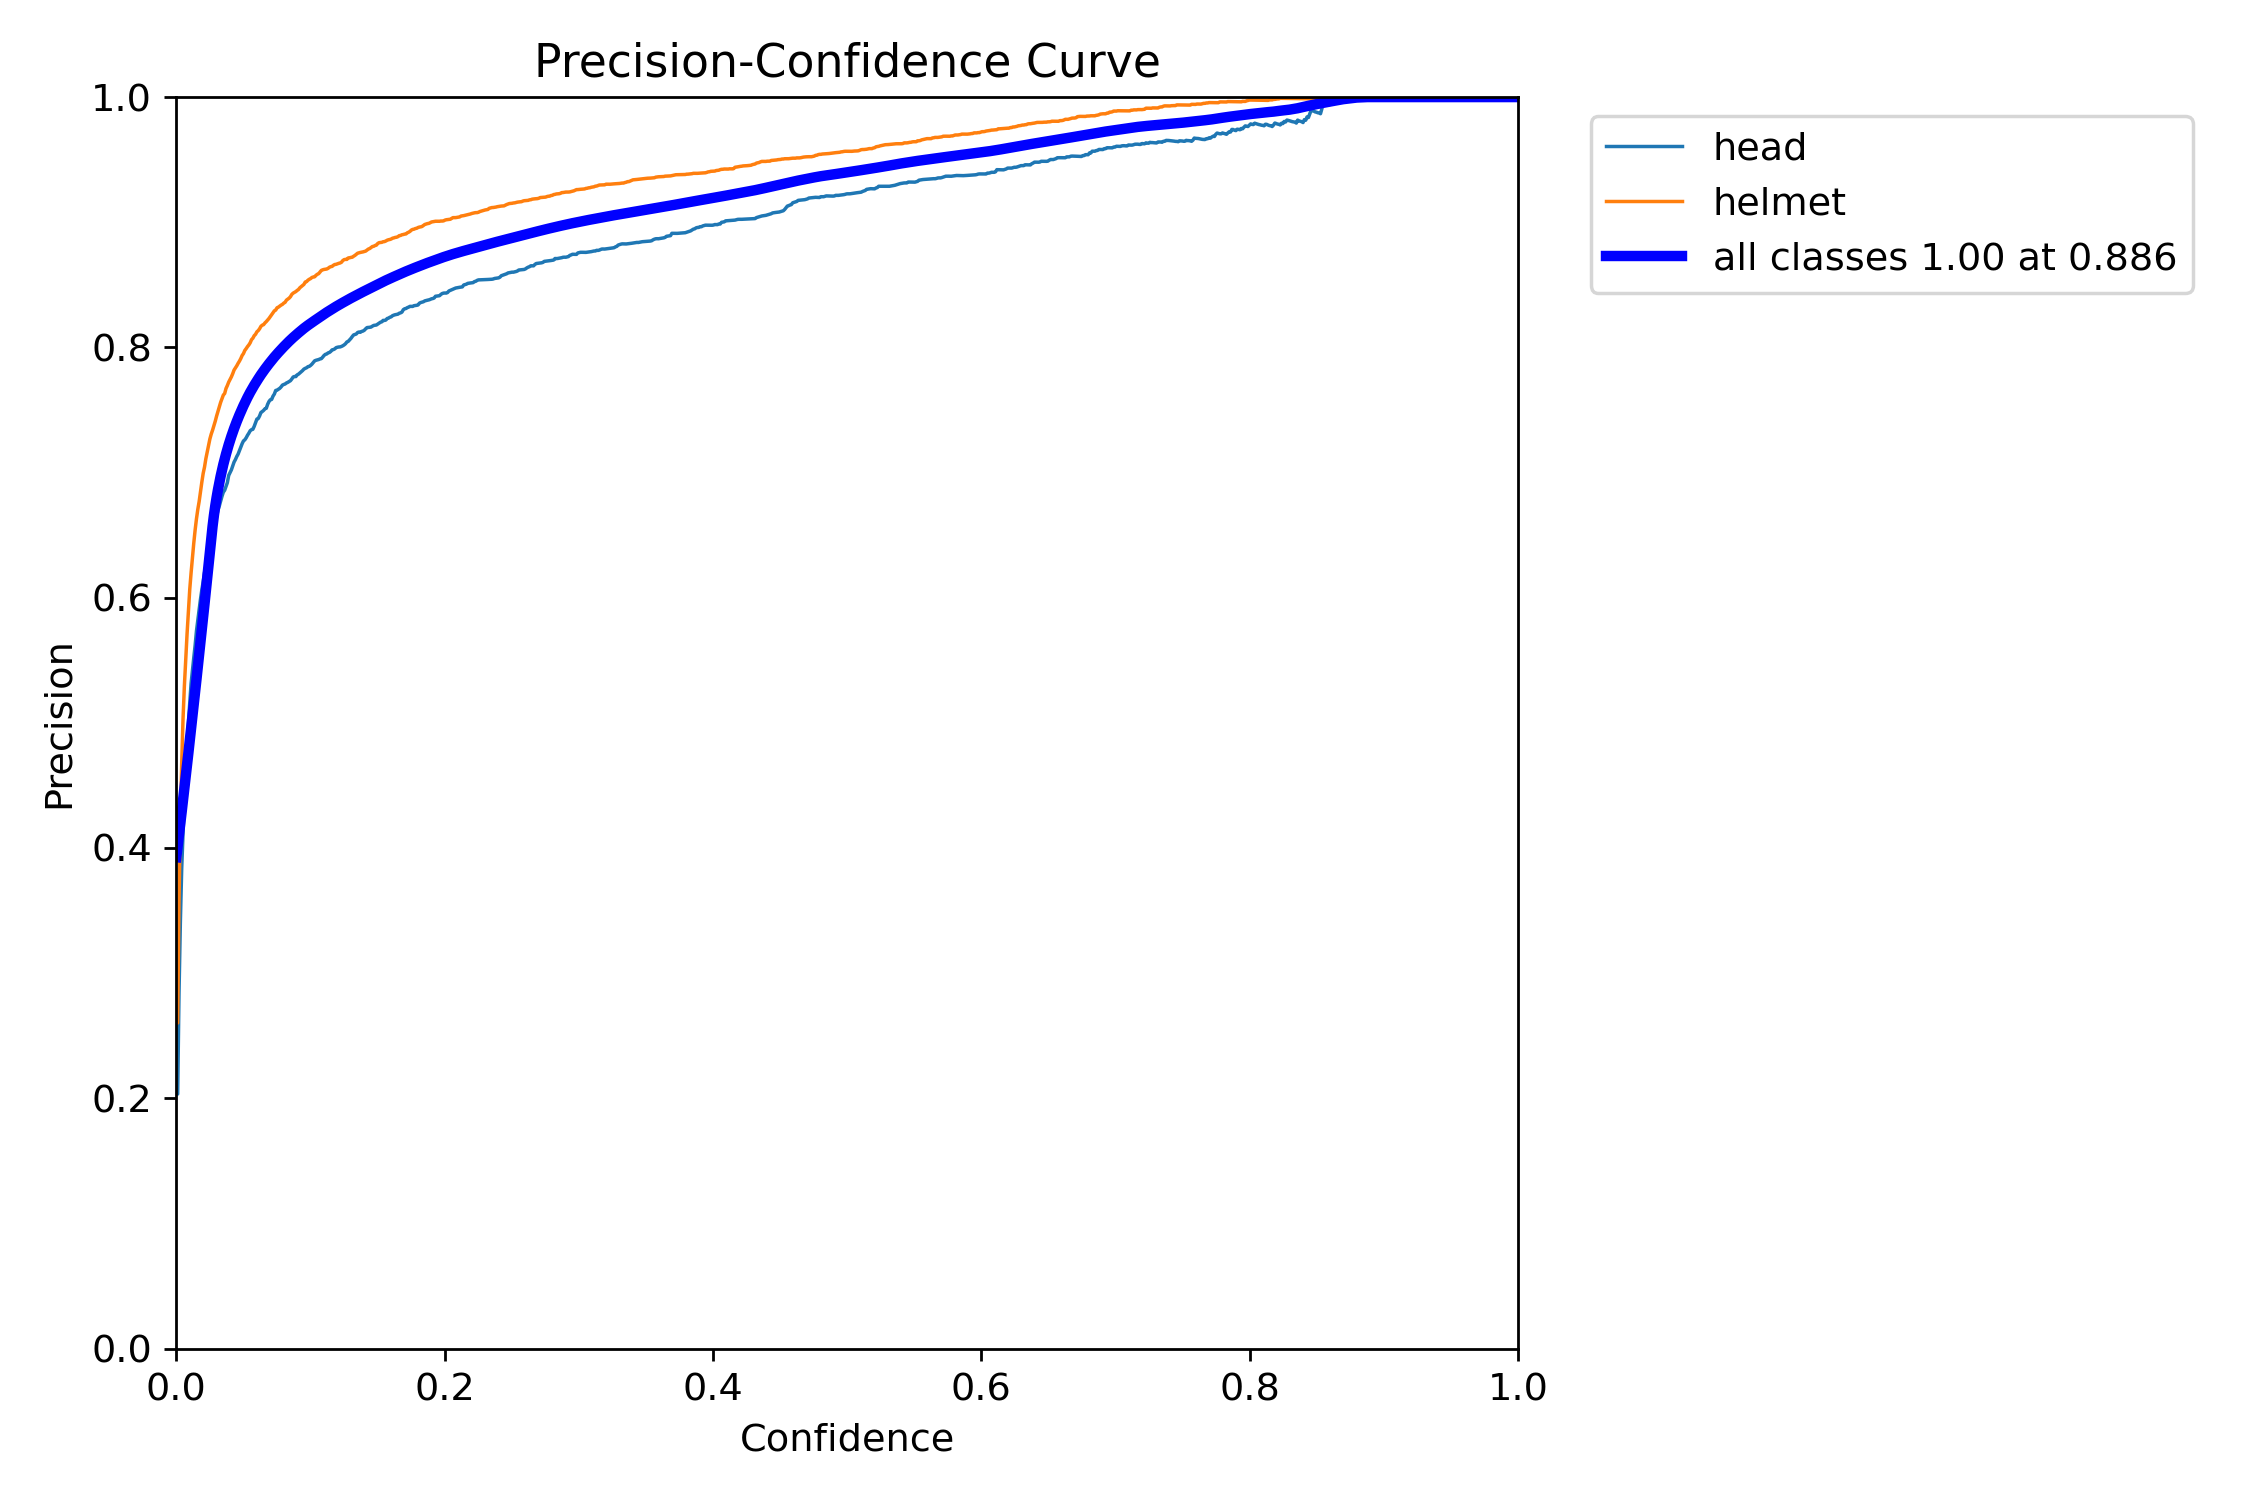 Precision-Confidence Curve
1.0
0.8
0.6
0.4
0.2
0.0
Precision
0.0 0.2 0.4 0.6 0.8 1.0
Confidence
head
helmet
all classes 1.00 at 0.886